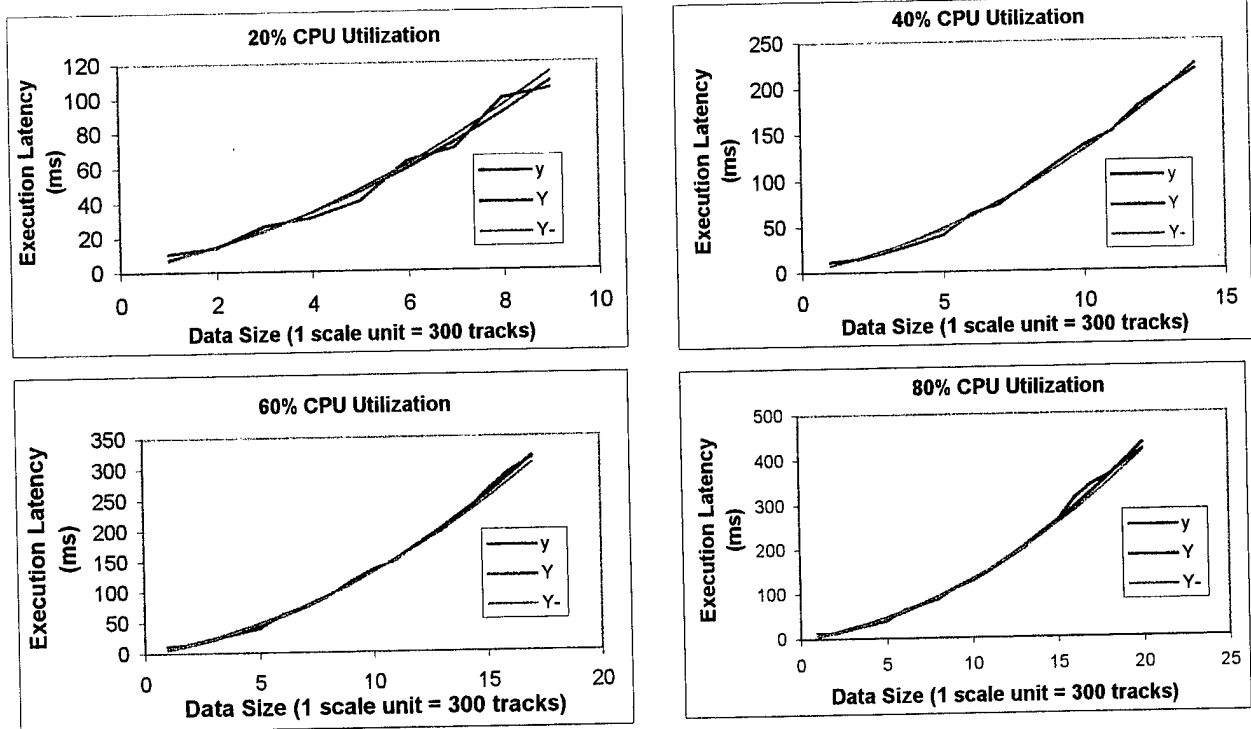 20% CPU Utilization
Execution Latency
(ms)
120
100
80
60
40
20
0
y
Y
Y-
0 2 4 6 8 10
Data Size (1 scale unit = 300 tracks)
40% CPU Utilization
Execution Latency
(ms)
250
200
150
100
50
0
y
Y
Y-
0 5 10 15
Data Size (1 scale unit = 300 tracks)
60% CPU Utilization
Execution Latency
(ms)
350
300
250
200
150
100
50
0
y
Y
Y-
0 5 10 15 20
Data Size (1 scale unit = 300 tracks)
80% CPU Utilization
Execution Latency
(ms)
500
400
300
200
100
0
y
Y
Y-
0 5 10 15 20 25
Data Size (1 scale unit = 300 tracks)